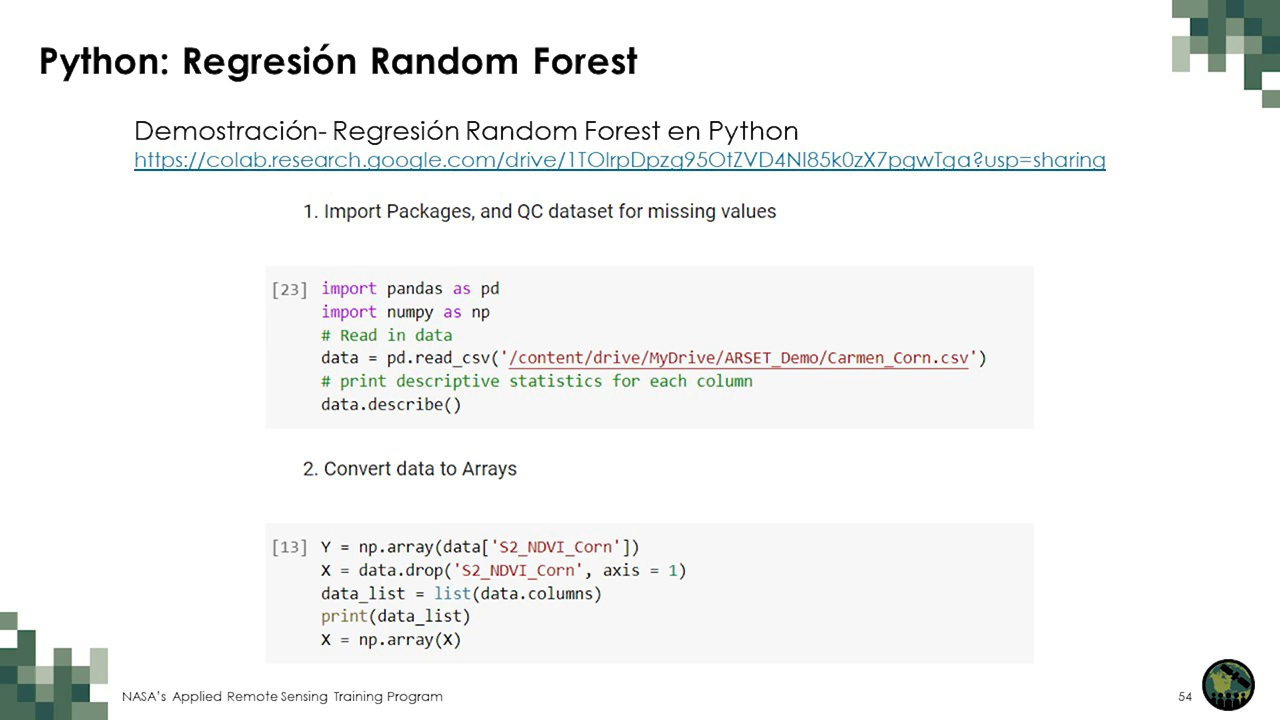 Python: Regresión Random Forest
Demostración- Regresión Random Forest en Python
https://colab.research.google.com/drive/1TOIrpDpzg95OtZVD4NI85k0zX7pgwTga?usp=sharing
1. Import Packages, and QC dataset for missing values
[23] import pandas as pd
import numpy as np
# Read in data
data = pd.read_csv('/content/drive/MyDrive/ARSET_Demo/Carmen_Corn.csv')
# print descriptive statistics for each column
data.describe()
2. Convert data to Arrays
[13] Y = np.array(data['S2_NDVI_Corn'])
X = data.drop('S2_NDVI_Corn', axis = 1)
data_list = list(data.columns)
print(data_list)
X = np.array(X)
NASA's Applied Remote Sensing Training Program
54